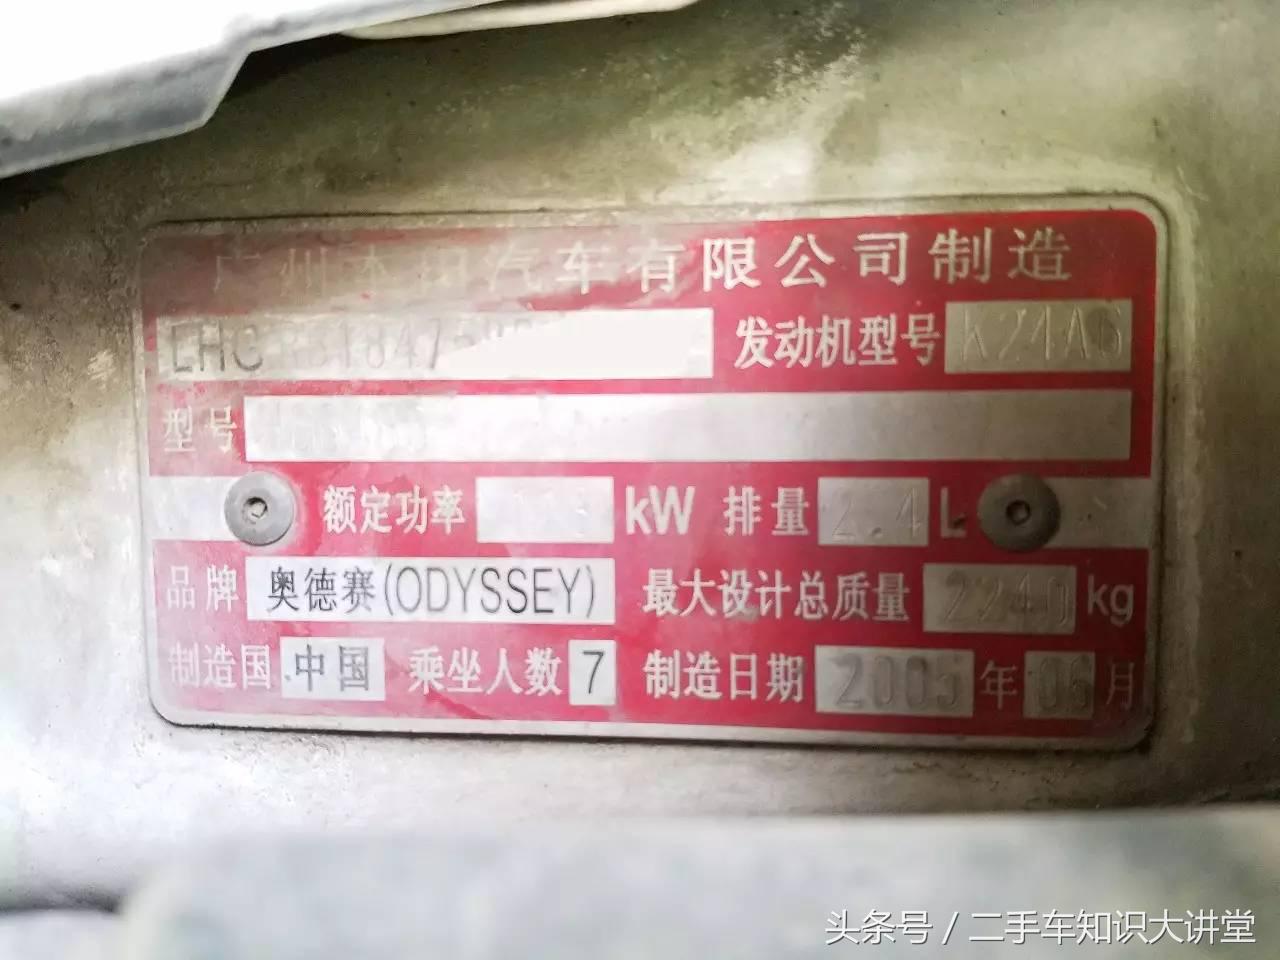 广州本田汽车有限公司制造
LHC 1847 发动机型号 K24A6
型号
额定功率 kW 排量 2.4 L
品牌 奥德赛(ODYSSEY) 最大设计总质量 2240 kg
制造国 中国 乘坐人数 7 制造日期 2005 年 06 月
头条号 / 二手车知识大讲堂